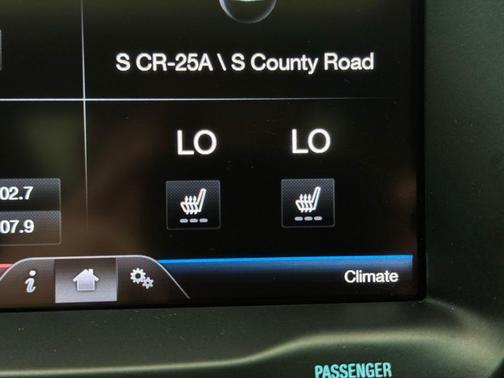 S CR-25A \ S County Road
LO LO
02.7
07.9
i
Climate
PASSENGER